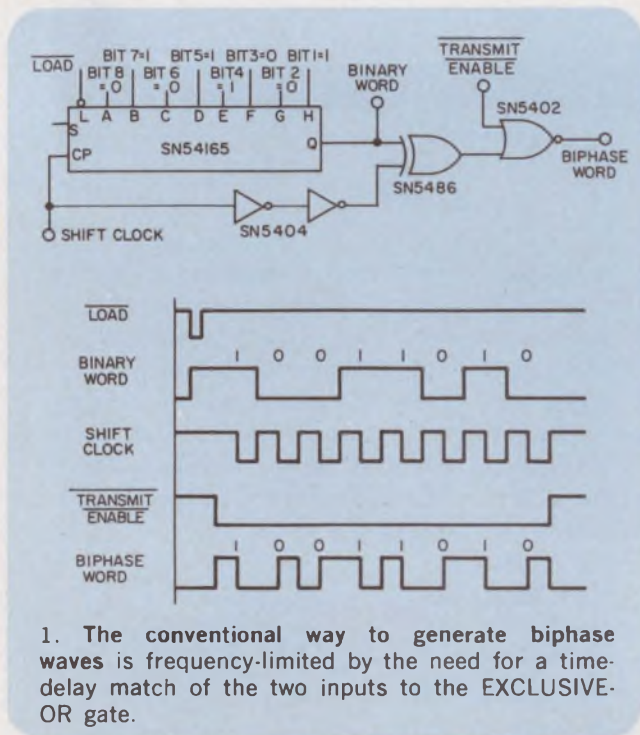 LOAD
BIT 7=1 BIT5=1 BIT3=0 BIT1=1
BIT 8 =0 BIT 6 =0 BIT4 =1 BIT 2 =0
L A B C D E F G H
S
CP
SN54165
Q
BINARY WORD
TRANSMIT ENABLE
SN5402
SN5486
BIPHASE WORD
SN5404
SHIFT CLOCK
LOAD
BINARY WORD
1 0 0 1 1 0 1 0
SHIFT CLOCK
TRANSMIT ENABLE
BIPHASE WORD
1 0 0 1 1 0 1 0
1. The conventional way to generate biphase
waves is frequency-limited by the need for a time-
delay match of the two inputs to the EXCLUSIVE-
OR gate.